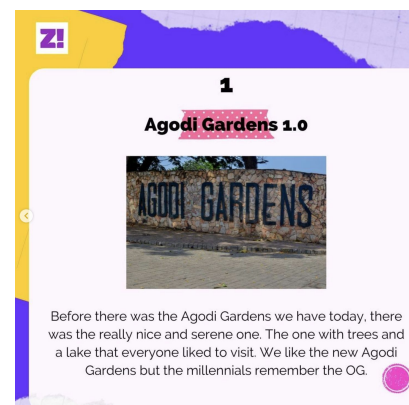 Z!
1
Agodi Gardens 1.0
AGODI GARDENS
Before there was the Agodi Gardens we have today, there
was the really nice and serene one. The one with trees and
a lake that everyone liked to visit. We like the new Agodi
Gardens but the millennials remember the OG.